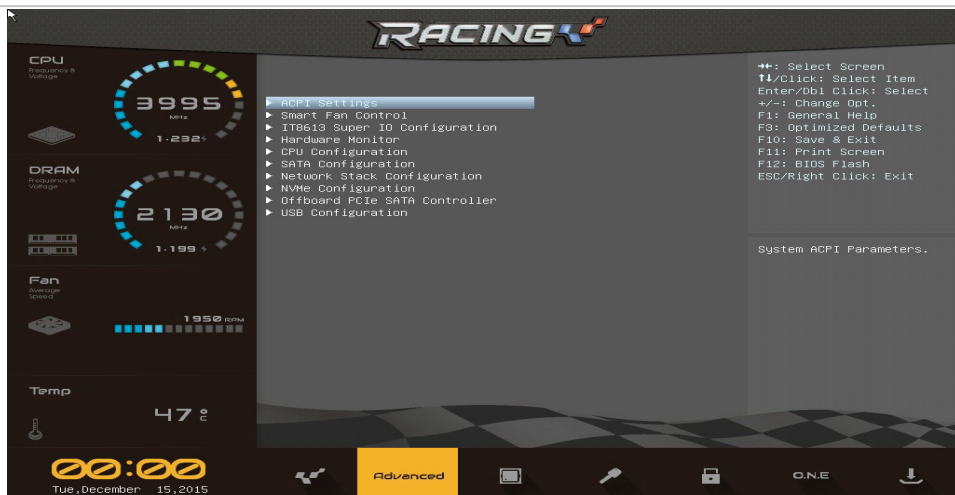 RACING
CPU
Frequency &
Voltage
3995
MHz
1.232
DRAM
Frequency &
Voltage
2130
MHz
1.199
Fan
Average
Speed
1950 RPM
Temp
47 °C
00:00
Tue,December 15,2015
ACPI Settings
Smart Fan Control
IT8613 Super IO Configuration
Hardware Monitor
CPU Configuration
SATA Configuration
Network Stack Configuration
NVMe Configuration
Offboard PCIe SATA Controller
USB Configuration
→←: Select Screen
↑↓/Click: Select Item
Enter/Dbl Click: Select
+/-: Change Opt.
F1: General Help
F3: Optimized Defaults
F10: Save & Exit
F11: Print Screen
F12: BIOS Flash
ESC/Right Click: Exit
System ACPI Parameters.
Advanced
O.N.E